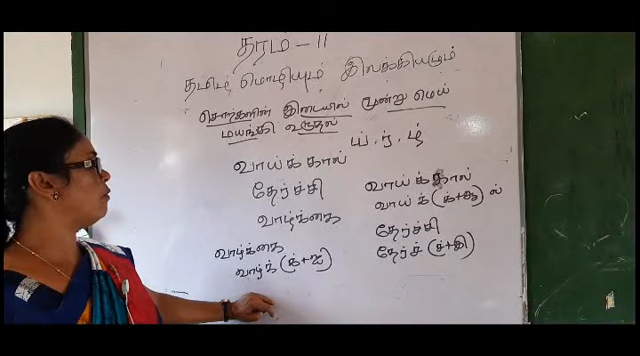 தரம் - 11
தமிழ் மொழியும் இலக்கியமும்
சொற்களின் இடையில் மூன்று மெய்
மயங்கி வருதல்
ய், ர், ழ்
வாய்க்கால்
தேர்ச்சி
வாழ்க்கை
வாழ்க்கை
வாழ்க் (க்+ஐ)
வாய்க்கால்
வாய்க் (க்+ஆ) ல்
தேர்ச்சி
தேர்ச் (ச்+இ)